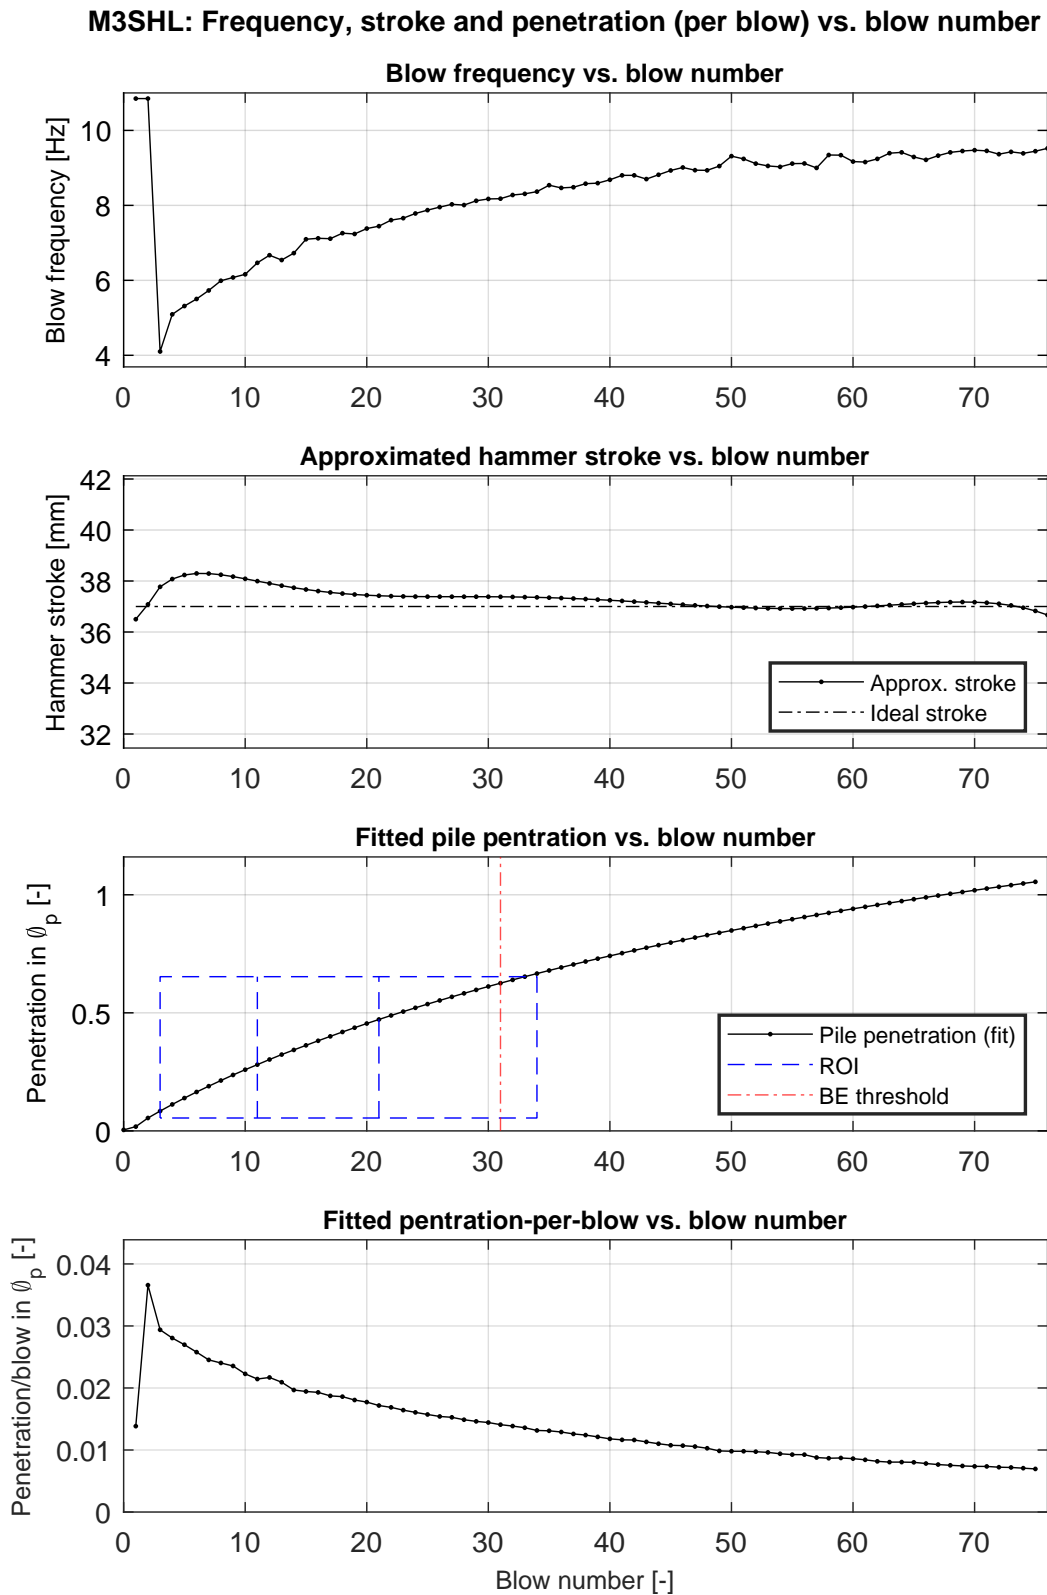 M3SHL: Frequency, stroke and penetration (per blow) vs. blow number
Blow frequency vs. blow number
Blow frequency [Hz]
10
8
6
4
0 10 20 30 40 50 60 70
Approximated hammer stroke vs. blow number
Hammer stroke [mm]
42
40
38
36
34
32
Approx. stroke
Ideal stroke
0 10 20 30 40 50 60 70
Fitted pile pentration vs. blow number
Penetration in ∅_p [-]
1
0.5
0
Pile penetration (fit)
ROI
BE threshold
0 10 20 30 40 50 60 70
Fitted pentration-per-blow vs. blow number
Penetration/blow in ∅_p [-]
0.04
0.03
0.02
0.01
0
0 10 20 30 40 50 60 70
Blow number [-]